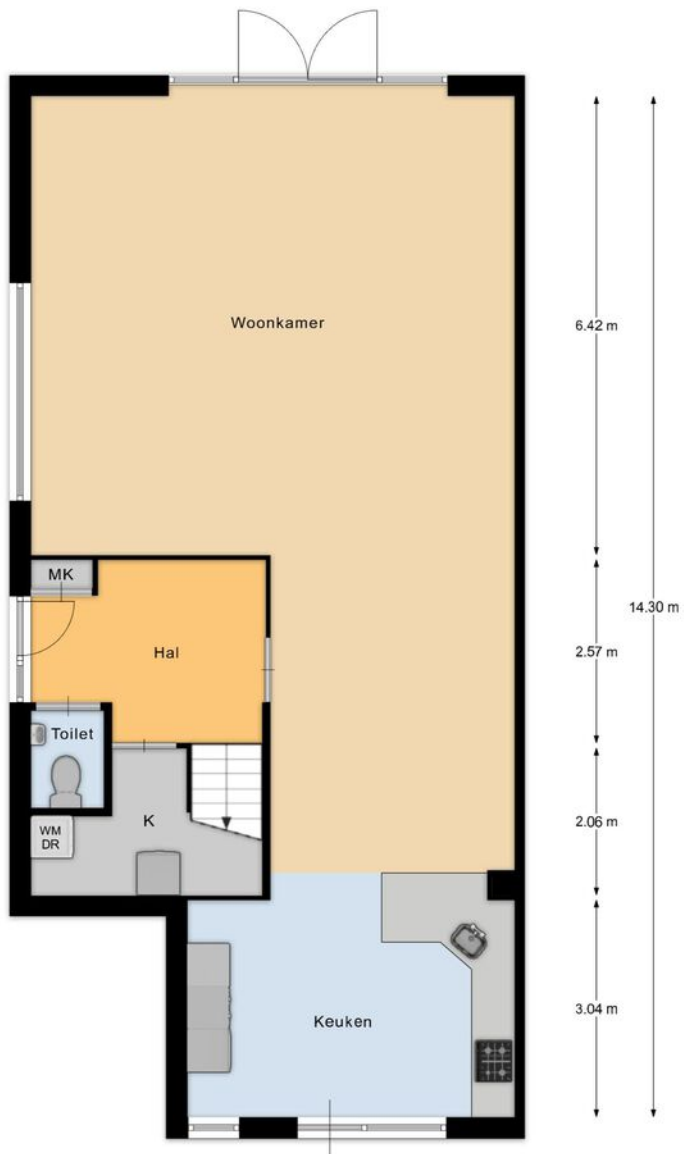 Woonkamer
6.42 m
MK
14.30 m
Hal
2.57 m
Toilet
K
2.06 m
WM
DR
Keuken
3.04 m